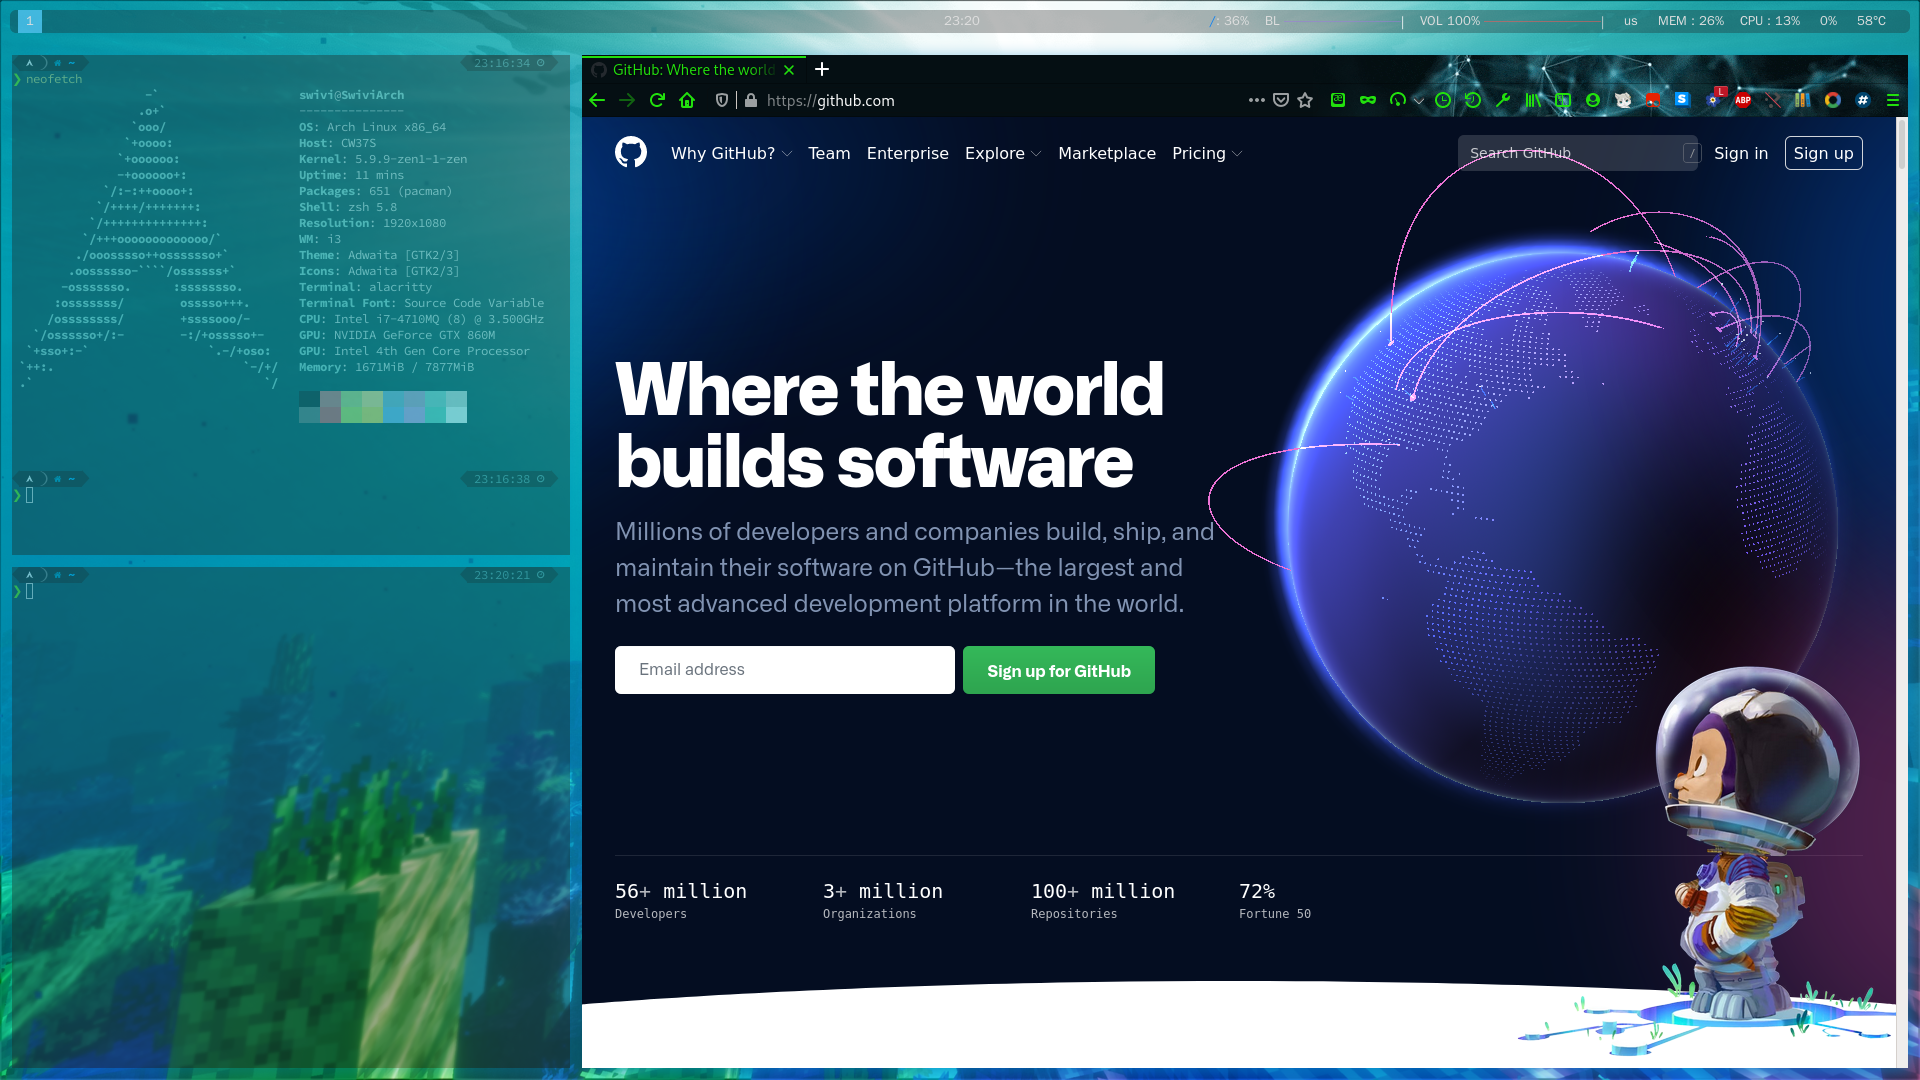 1
23:20
/: 36% BL | VOL 100% | us MEM : 26% CPU : 13% 0% 58°C
~ 23:16:34
❯ neofetch
swivi@SwiviArch
---------------
OS: Arch Linux x86_64
Host: CW37S
Kernel: 5.9.9-zen1-1-zen
Uptime: 11 mins
Packages: 651 (pacman)
Shell: zsh 5.8
Resolution: 1920x1080
WM: i3
Theme: Adwaita [GTK2/3]
Icons: Adwaita [GTK2/3]
Terminal: alacritty
Terminal Font: Source Code Variable
CPU: Intel i7-4710MQ (8) @ 3.500GHz
GPU: NVIDIA GeForce GTX 860M
GPU: Intel 4th Gen Core Processor
Memory: 1671MiB / 7877MiB
~ 23:16:38
❯
~ 23:20:21
❯
GitHub: Where the world
https://github.com
L
ABP
Why GitHub? Team Enterprise Explore Marketplace Pricing
Search GitHub /
Sign in
Sign up
Where the world
builds software
Millions of developers and companies build, ship, and
maintain their software on GitHub—the largest and
most advanced development platform in the world.
Email address
Sign up for GitHub
56+ million 3+ million 100+ million 72%
Developers Organizations Repositories Fortune 50